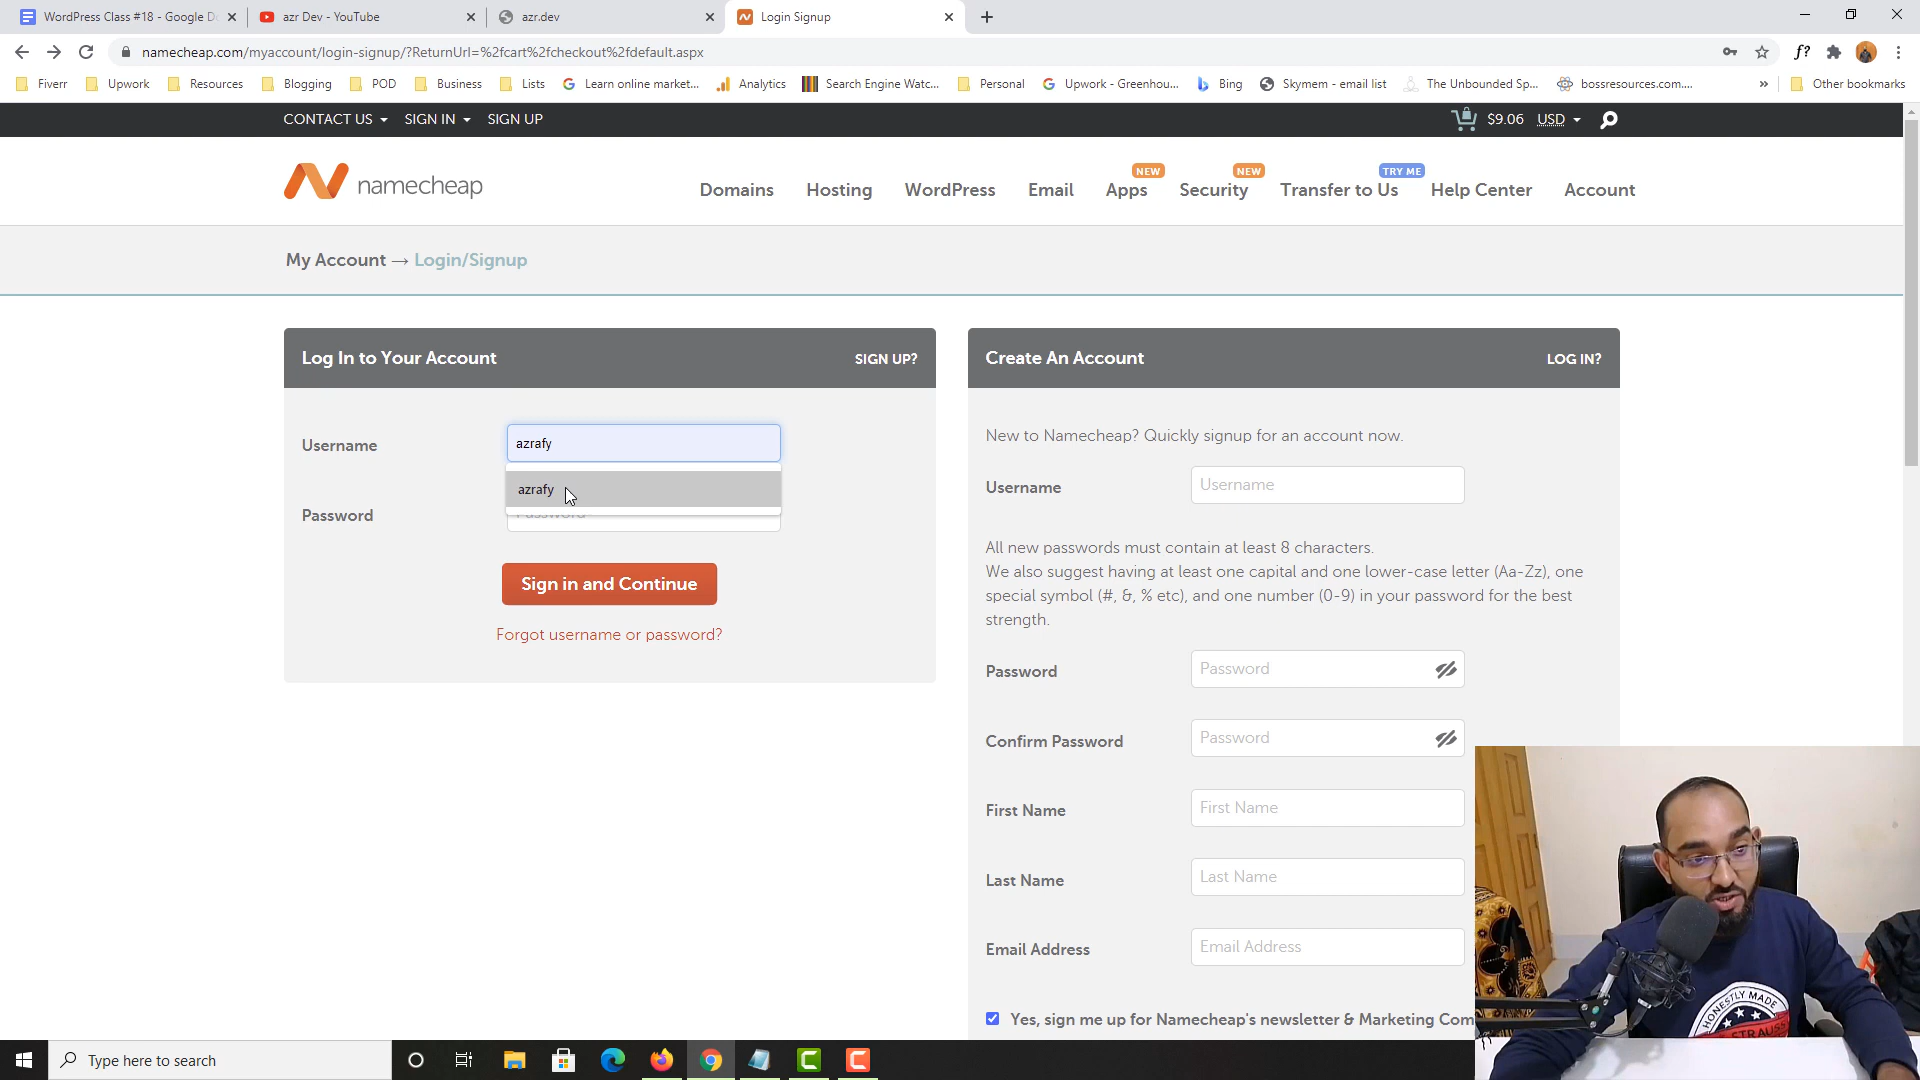 WordPress Class #18 - Google Do
azr Dev - YouTube
azr.dev
Login Signup
namecheap.com/myaccount/login-signup/?ReturnUrl=%2fcart%2fcheckout%2fdefault.aspx
f?
Fiverr
Upwork
Resources
Blogging
POD
Business
Lists
Learn online market...
Analytics
Search Engine Watc...
Personal
Upwork - Greenhou...
Bing
Skymem - email list
The Unbounded Sp...
bossresources.com....
»
Other bookmarks
CONTACT US
SIGN IN
SIGN UP
$9.06
USD
namecheap
Domains
Hosting
WordPress
Email
NEW
Apps
NEW
Security
TRY ME
Transfer to Us
Help Center
Account
My Account → Login/Signup
Log In to Your Account
SIGN UP?
Username
azrafy
azrafy
Password
Password
Sign in and Continue
Forgot username or password?
Create An Account
LOG IN?
New to Namecheap? Quickly signup for an account now.
Username
Username
All new passwords must contain at least 8 characters.
We also suggest having at least one capital and one lower-case letter (Aa-Zz), one
special symbol (#, &, % etc), and one number (0-9) in your password for the best
strength.
Password
Password
Confirm Password
Password
First Name
First Name
Last Name
Last Name
Email Address
Email Address
Yes, sign me up for Namecheap's newsletter & Marketing Com
HONESTLY MADE
STRAUSS
Type here to search